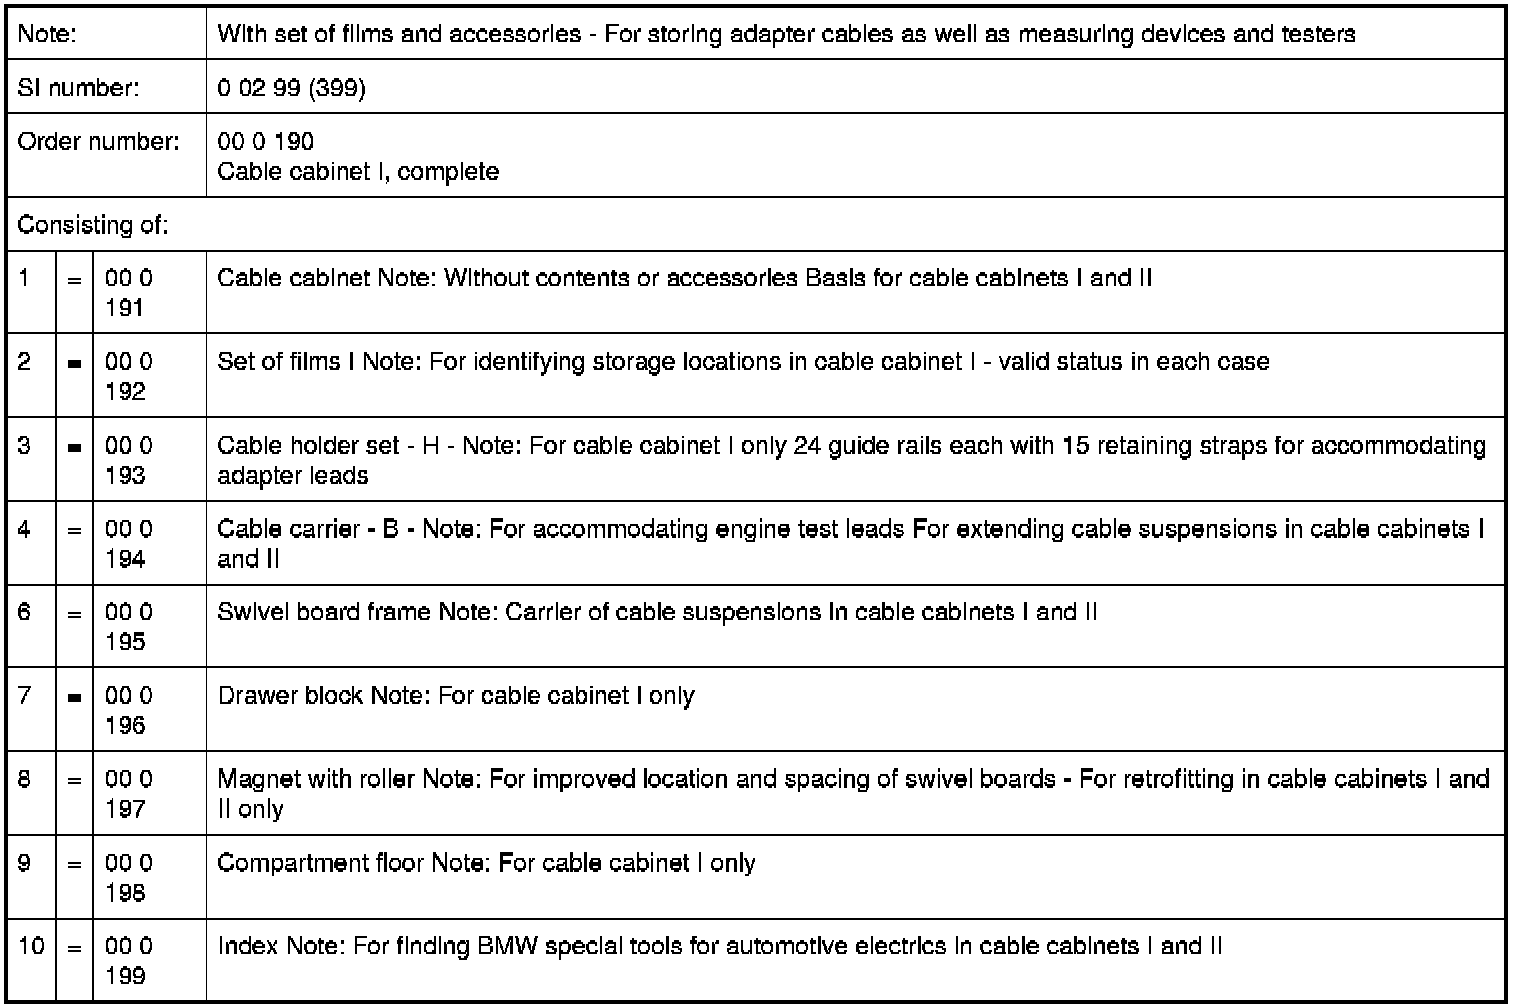 Note: With set of films and accessories - For storing adapter cables as well as measuring devices and testers
SI number: 0 02 99 (399)
Order number: 00 0 190
Cable cabinet I, complete
Consisting of:
1 = 00 0 Cable cabinet Note: Without contents or accessories Basis for cable cabinets I and II
191
2 = 00 0 Set of films I Note: For identifying storage locations in cable cabinet I - valid status in each case
192
3 = 00 0 Cable holder set - H - Note: For cable cabinet I only 24 guide rails each with 15 retaining straps for accommodating
193 adapter leads
4 = 00 0 Cable carrier - B - Note: For accommodating engine test leads For extending cable suspensions in cable cabinets I
194 and II
6 = 00 0 Swivel board frame Note: Carrier of cable suspensions in cable cabinets I and II
195
7 = 00 0 Drawer block Note: For cable cabinet I only
196
8 = 00 0 Magnet with roller Note: For improved location and spacing of swivel boards - For retrofitting in cable cabinets I and
197 II only
9 = 00 0 Compartment floor Note: For cable cabinet I only
198
10 = 00 0 Index Note: For finding BMW special tools for automotive electrics in cable cabinets I and II
199